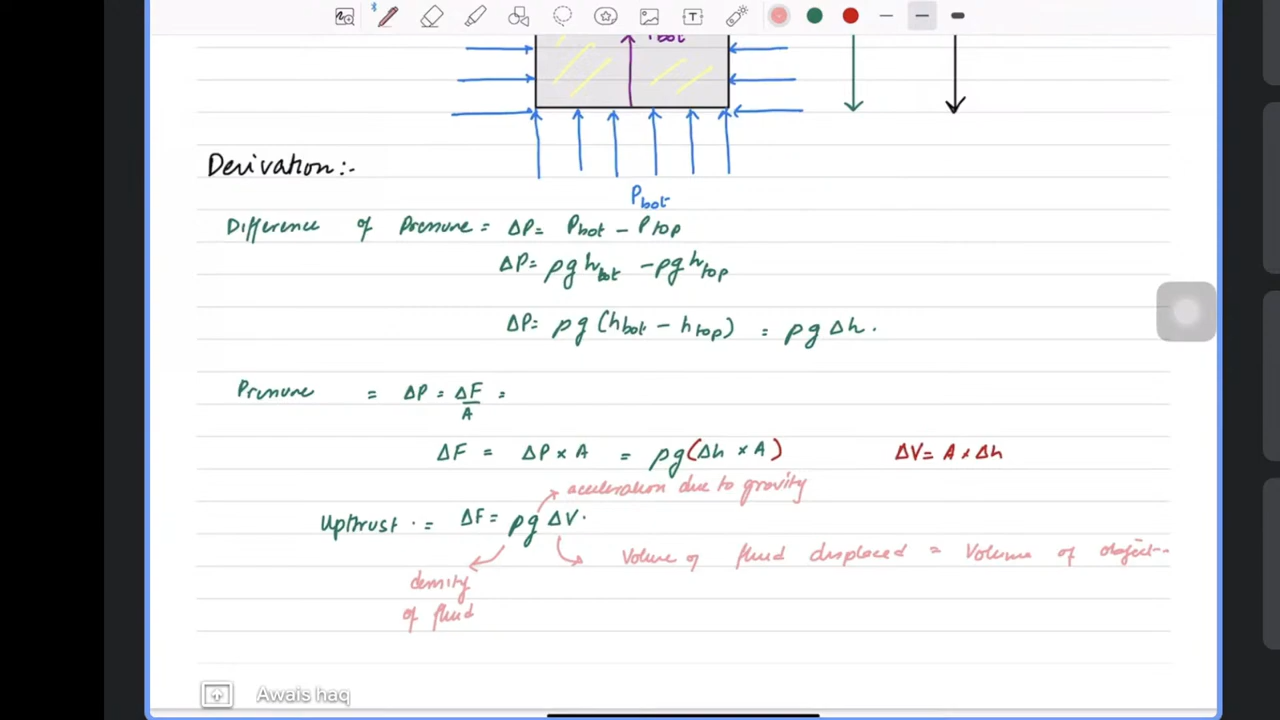 bot
Derivation:-
Pbot
Difference of Pressure = ΔP = Pbot - Ptop
ΔP = ρghbot - ρghtop
ΔP = ρg(hbot - htop) = ρgΔh.
Pressure = ΔP = ΔF/A =
ΔF = ΔP × A = ρg(Δh × A) ΔV = A × Δh
acceleration due to gravity
Upthrust. = ΔF = ρgΔV.
Volume of fluid displaced = Volume of object
density
of fluid
Awais haq